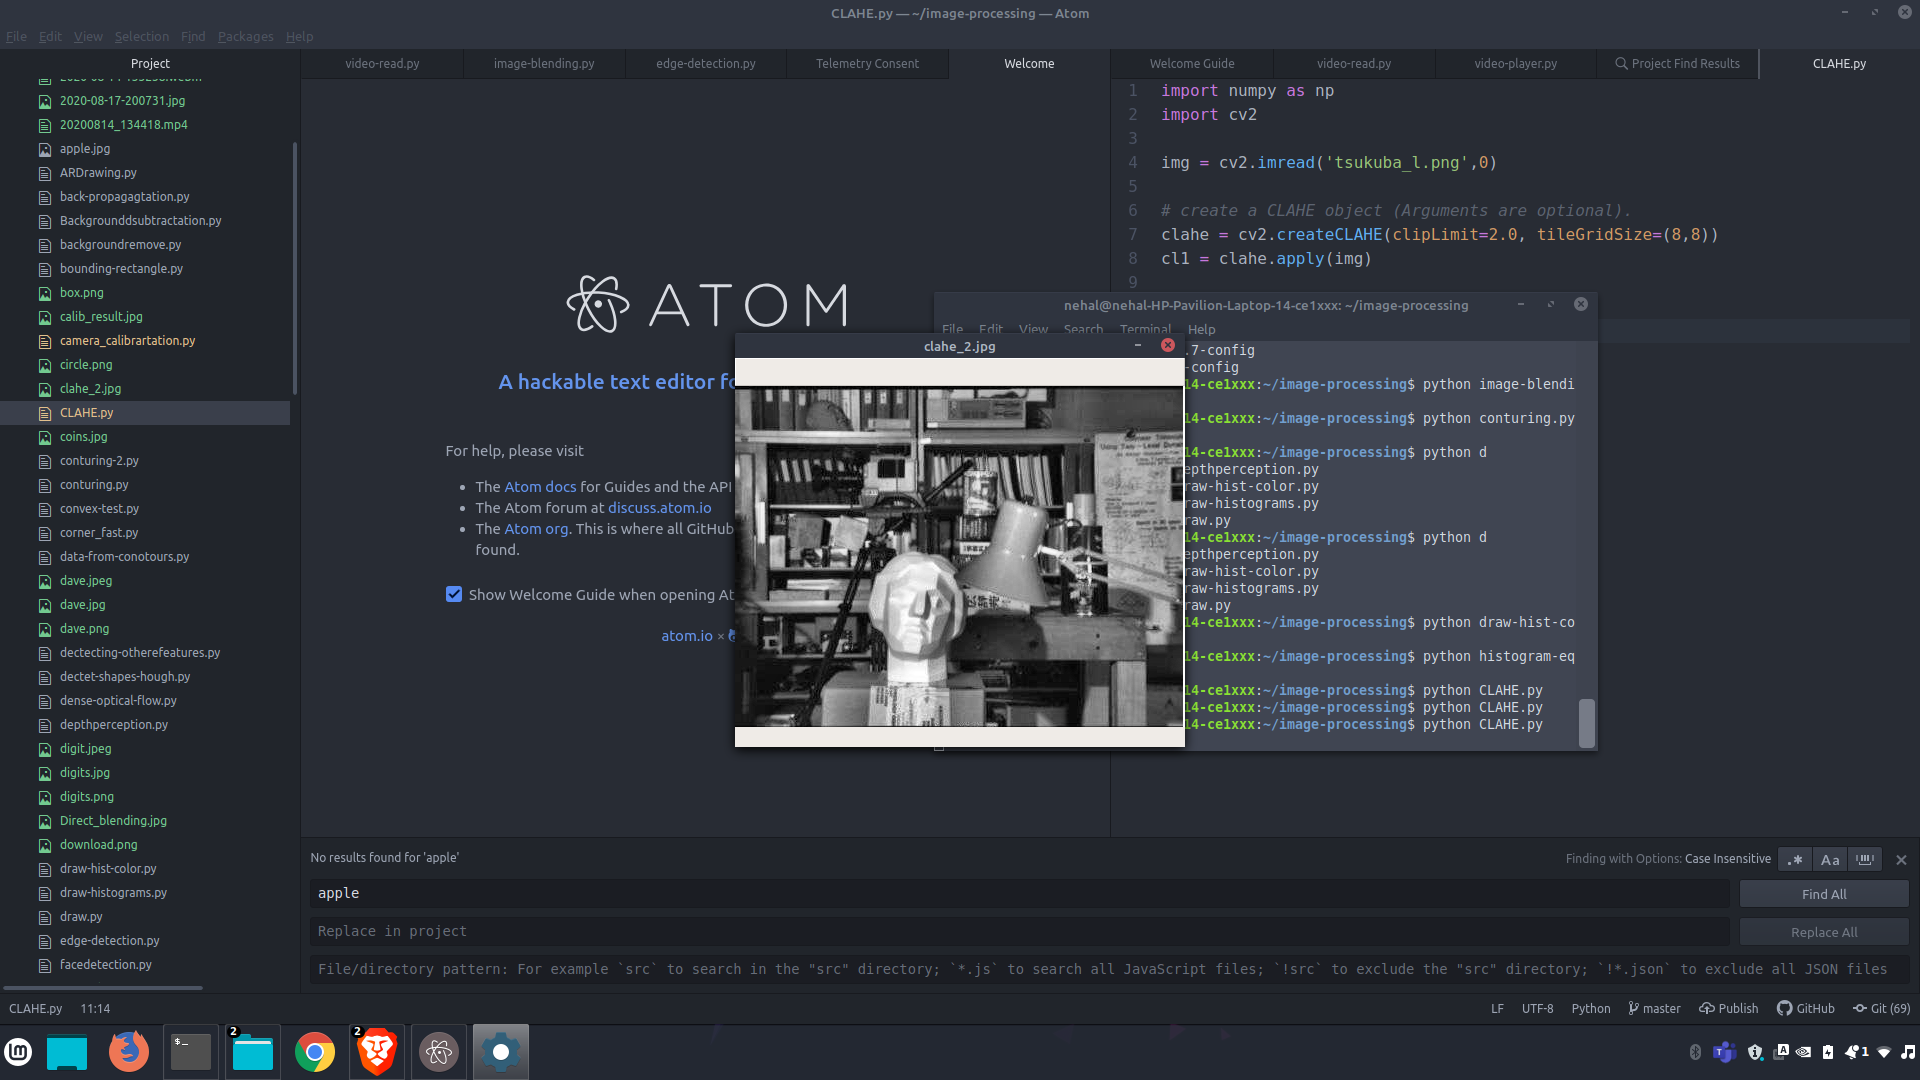 CLAHE.py — ~/image-processing — Atom
File Edit View Selection Find Packages Help
Project
2020-08-17-200731.jpg
20200814_134418.mp4
apple.jpg
ARDrawing.py
back-propagagtation.py
Backgrounddsubtractation.py
backgroundremove.py
bounding-rectangle.py
box.png
calib_result.jpg
camera_calibrartation.py
circle.png
clahe_2.jpg
CLAHE.py
coins.jpg
conturing-2.py
conturing.py
convex-test.py
corner_fast.py
data-from-conotours.py
dave.jpeg
dave.jpg
dave.png
dectecting-otherefeatures.py
dectet-shapes-hough.py
dense-optical-flow.py
depthperception.py
digit.jpeg
digits.jpg
digits.png
Direct_blending.jpg
download.png
draw-hist-color.py
draw-histograms.py
draw.py
edge-detection.py
facedetection.py
video-read.py image-blending.py edge-detection.py Telemetry Consent Welcome
ATOM
A hackable text editor fo
For help, please visit
The Atom docs for Guides and the API
The Atom forum at discuss.atom.io
The Atom org. This is where all GitHub
found.
Show Welcome Guide when opening At
atom.io ×
Welcome Guide video-read.py video-player.py Project Find Results CLAHE.py
1 import numpy as np
2 import cv2
3
4 img = cv2.imread('tsukuba_l.png',0)
5
6 # create a CLAHE object (Arguments are optional).
7 clahe = cv2.createCLAHE(clipLimit=2.0, tileGridSize=(8,8))
8 cl1 = clahe.apply(img)
9
nehal@nehal-HP-Pavilion-Laptop-14-ce1xxx: ~/image-processing
File Edit View Search Terminal Help
clahe_2.jpg
.7-config
-config
14-ce1xxx:~/image-processing$ python image-blendi
14-ce1xxx:~/image-processing$ python conturing.py
14-ce1xxx:~/image-processing$ python d
epthperception.py
raw-hist-color.py
raw-histograms.py
raw.py
14-ce1xxx:~/image-processing$ python d
epthperception.py
raw-hist-color.py
raw-histograms.py
raw.py
14-ce1xxx:~/image-processing$ python draw-hist-co
14-ce1xxx:~/image-processing$ python histogram-eq
14-ce1xxx:~/image-processing$ python CLAHE.py
14-ce1xxx:~/image-processing$ python CLAHE.py
14-ce1xxx:~/image-processing$ python CLAHE.py
No results found for 'apple'
Finding with Options: Case Insensitive .* Aa
apple
Find All
Replace in project
Replace All
File/directory pattern: For example `src` to search in the "src" directory; `*.js` to search all JavaScript files; `!src` to exclude the "src" directory; `!*.json` to exclude all JSON files
CLAHE.py 11:14
LF UTF-8 Python master Publish GitHub Git (69)
$_ 2 2 1